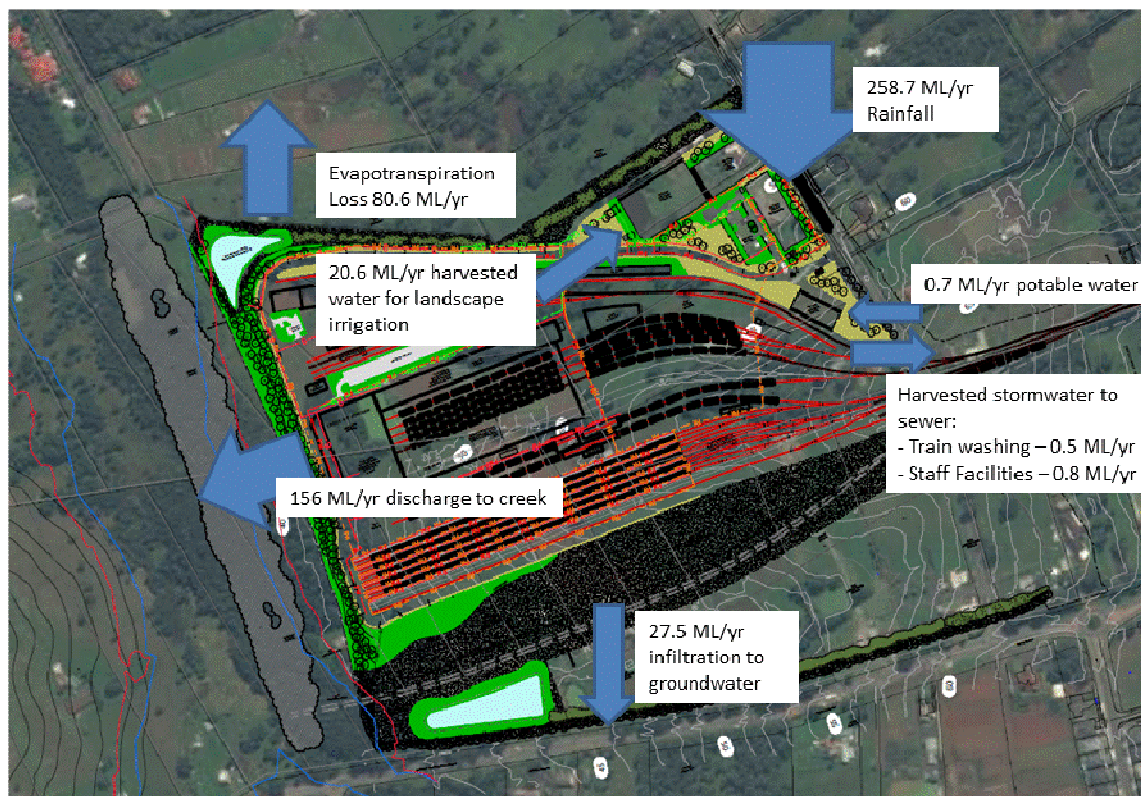 258.7 ML/yr
Rainfall
Evapotranspiration
Loss 80.6 ML/yr
20.6 ML/yr harvested
water for landscape
irrigation
0.7 ML/yr potable water
Harvested stormwater to
sewer:
- Train washing – 0.5 ML/yr
- Staff Facilities – 0.8 ML/yr
156 ML/yr discharge to creek
27.5 ML/yr
infiltration to
groundwater